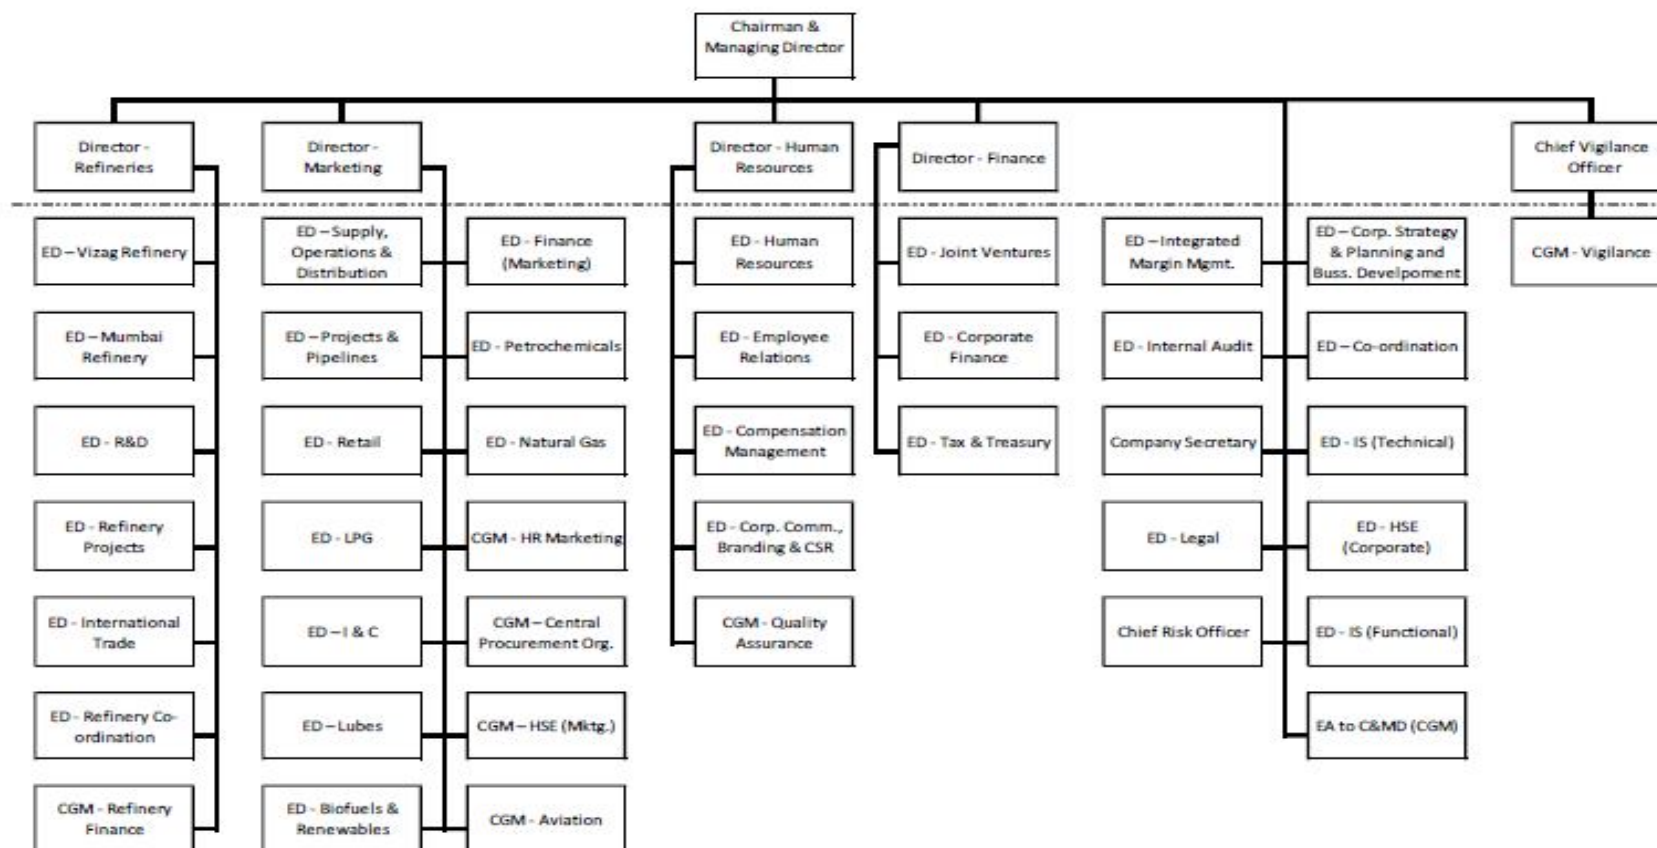 Chairman &
Managing Director
Director -
Refineries
Director -
Marketing
Director - Human
Resources
Director - Finance
Chief Vigilance
Officer
ED – Vizag Refinery
ED – Supply,
Operations &
Distribution
ED - Finance
(Marketing)
ED - Human
Resources
ED - Joint Ventures
ED – Integrated
Margin Mgmt.
ED – Corp. Strategy
& Planning and
Buss. Develpoment
CGM - Vigilance
ED – Mumbai
Refinery
ED – Projects &
Pipelines
ED - Petrochemicals
ED - Employee
Relations
ED - Corporate
Finance
ED - Internal Audit
ED – Co-ordination
ED - R&D
ED - Retail
ED - Natural Gas
ED - Compensation
Management
ED - Tax & Treasury
Company Secretary
ED - IS (Technical)
ED - Refinery
Projects
ED - LPG
CGM - HR Marketing
ED - Corp. Comm.,
Branding & CSR
ED - Legal
ED - HSE
(Corporate)
ED - International
Trade
ED – I & C
CGM – Central
Procurement Org.
CGM - Quality
Assurance
Chief Risk Officer
ED - IS (Functional)
ED - Refinery Co-
ordination
ED – Lubes
CGM – HSE (Mktg.)
EA to C&MD (CGM)
CGM - Refinery
Finance
ED - Biofuels &
Renewables
CGM - Aviation